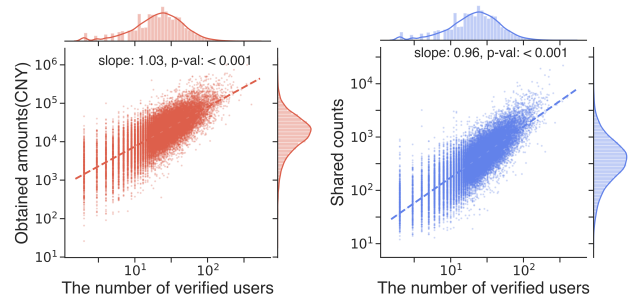 slope: 1.03, p-val: < 0.001
Obtained amounts(CNY)
10^6
10^5
10^4
10^3
10^2
10^1
10^1 10^2
The number of verified users
slope: 0.96, p-val: < 0.001
Shared counts
10^4
10^3
10^2
10^1
10^1 10^2
The number of verified users